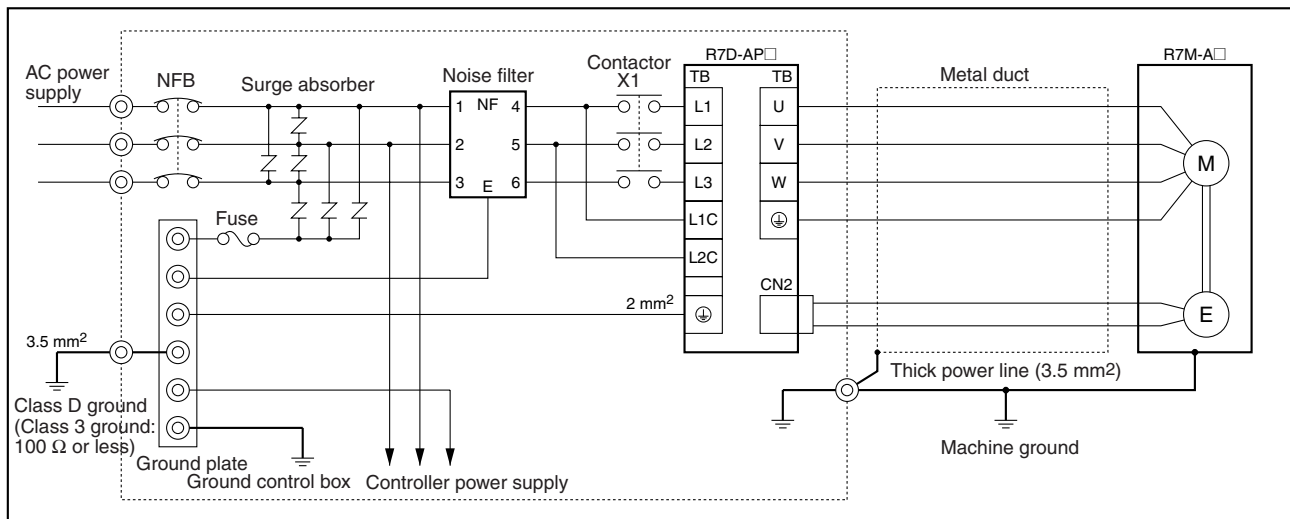 R7D-AP□
R7M-A□
AC power
supply
NFB
Surge absorber
Noise filter
Contactor
X1
TB
TB
Metal duct
1
NF
4
L1
U
2
5
L2
V
M
3
6
L3
W
E
Fuse
L1C
L2C
CN2
2 mm²
E
3.5 mm²
Thick power line (3.5 mm²)
Class D ground
(Class 3 ground:
100 Ω or less)
Machine ground
Ground plate
Ground control box
Controller power supply